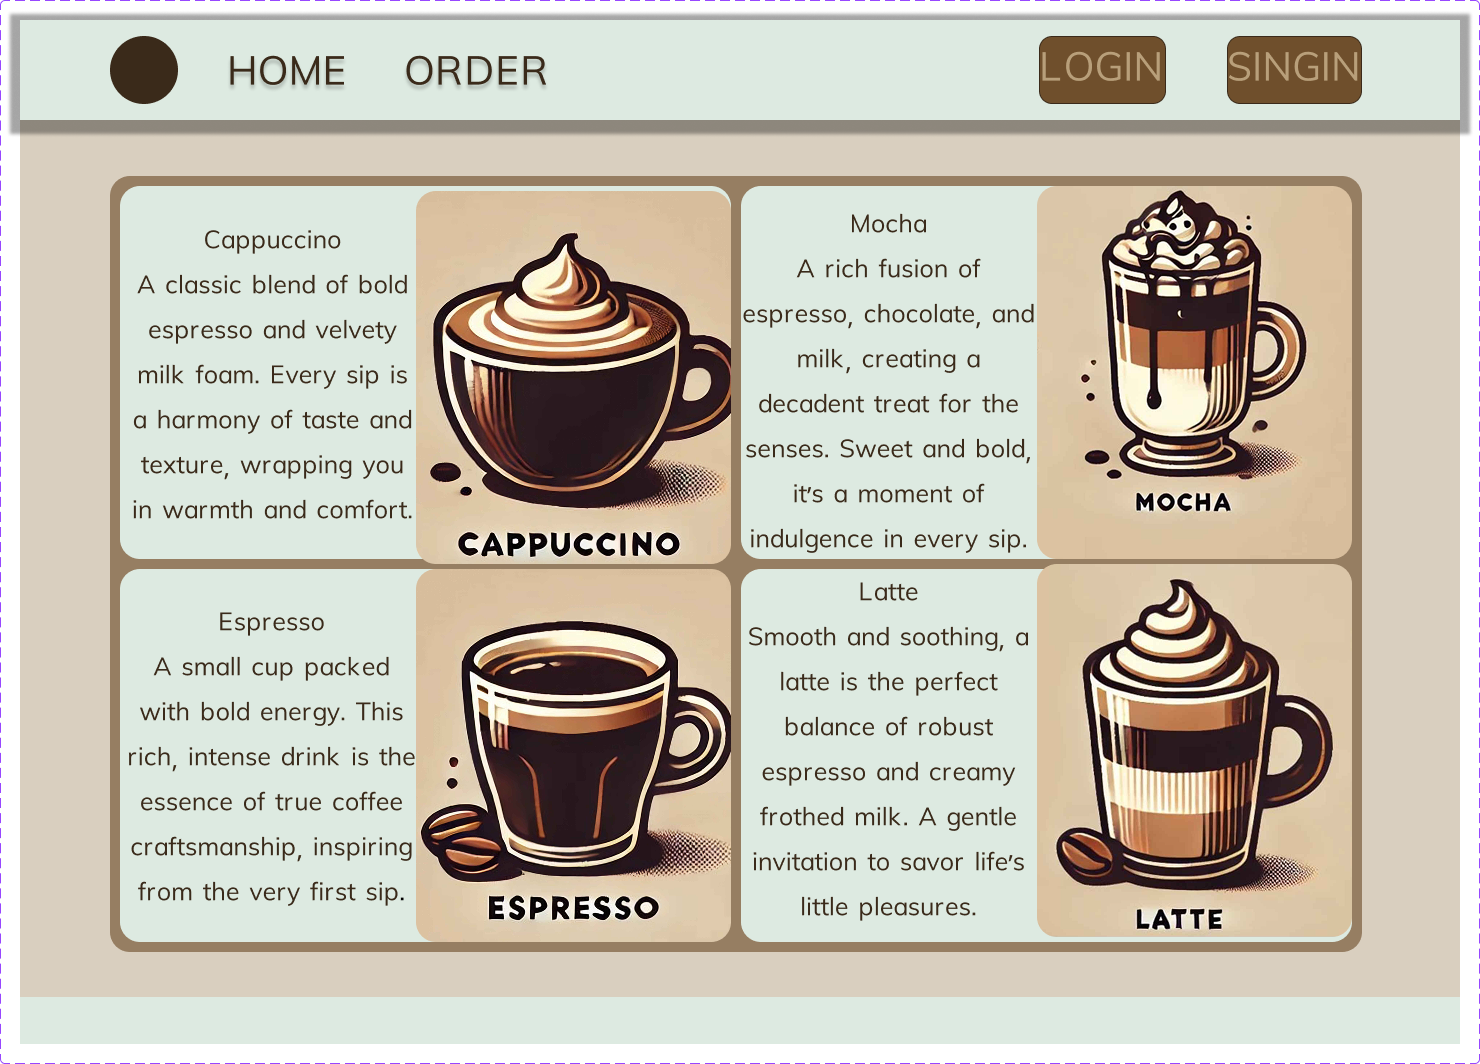 HOME ORDER LOGIN SINGIN
Cappuccino
A classic blend of bold
espresso and velvety
milk foam. Every sip is
a harmony of taste and
texture, wrapping you
in warmth and comfort.
CAPPUCCINO
Mocha
A rich fusion of
espresso, chocolate, and
milk, creating a
decadent treat for the
senses. Sweet and bold,
it's a moment of
indulgence in every sip.
MOCHA
Espresso
A small cup packed
with bold energy. This
rich, intense drink is the
essence of true coffee
craftsmanship, inspiring
from the very first sip.
ESPRESSO
Latte
Smooth and soothing, a
latte is the perfect
balance of robust
espresso and creamy
frothed milk. A gentle
invitation to savor life's
little pleasures.
LATTE